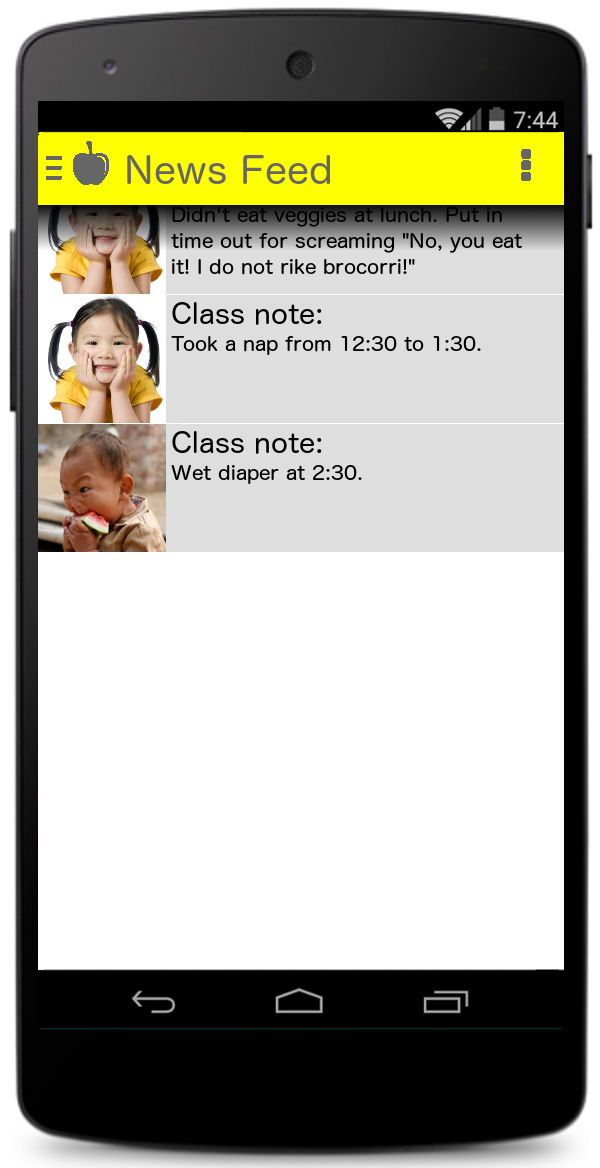 7:44
News Feed
Didn't eat veggies at lunch. Put in
time out for screaming "No, you eat
it! I do not rike brocorri!"
Class note:
Took a nap from 12:30 to 1:30.
Class note:
Wet diaper at 2:30.